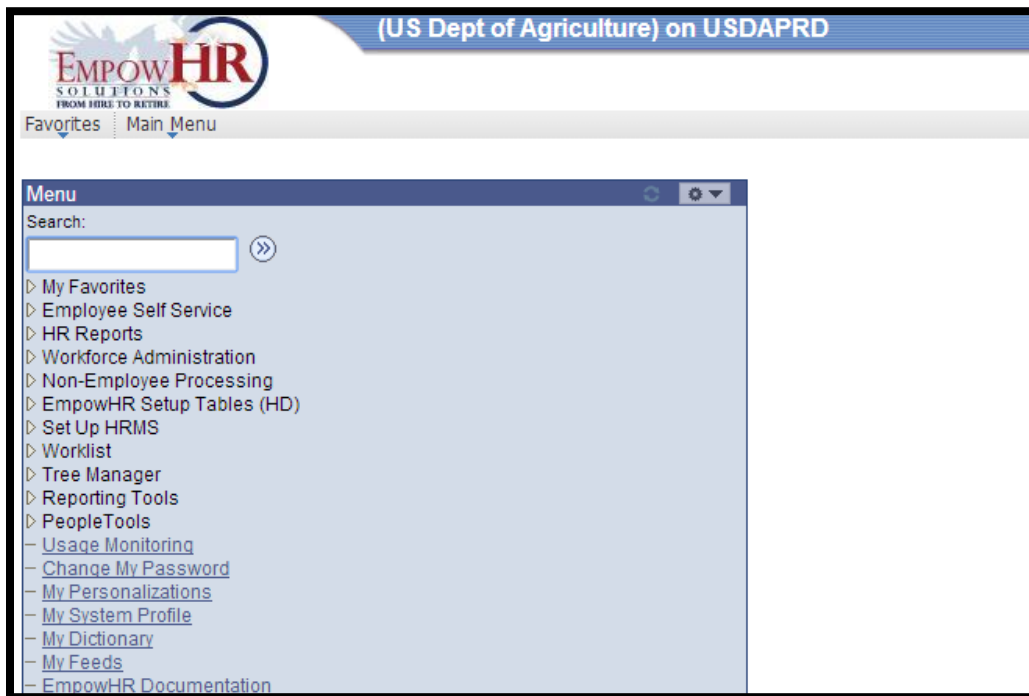 (US Dept of Agriculture) on USDAPRD
EMPOWHR
SOLUTIONS
FROM HIRE TO RETIRE
Favorites Main Menu
Menu
Search:
My Favorites
Employee Self Service
HR Reports
Workforce Administration
Non-Employee Processing
EmpowHR Setup Tables (HD)
Set Up HRMS
Worklist
Tree Manager
Reporting Tools
PeopleTools
Usage Monitoring
Change My Password
My Personalizations
My System Profile
My Dictionary
My Feeds
EmpowHR Documentation